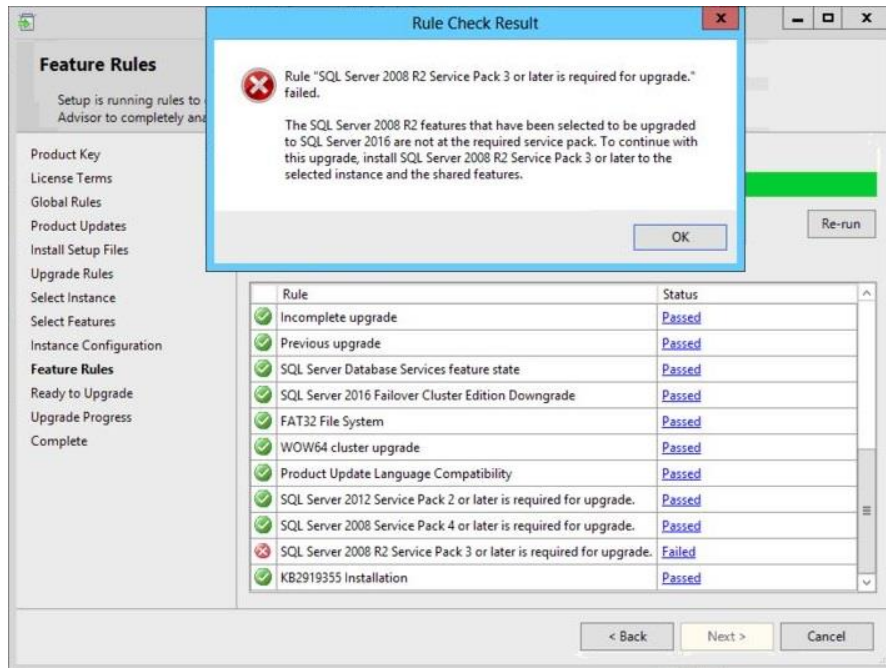 Rule Check Result
Feature Rules
Setup is running rules to
Advisor to completely ana
Rule "SQL Server 2008 R2 Service Pack 3 or later is required for upgrade."
failed.
The SQL Server 2008 R2 features that have been selected to be upgraded
to SQL Server 2016 are not at the required service pack. To continue with
this upgrade, install SQL Server 2008 R2 Service Pack 3 or later to the
selected instance and the shared features.
OK
Product Key
License Terms
Global Rules
Product Updates
Install Setup Files
Upgrade Rules
Select Instance
Select Features
Instance Configuration
Feature Rules
Ready to Upgrade
Upgrade Progress
Complete
Re-run
Rule Status
Incomplete upgrade Passed
Previous upgrade Passed
SQL Server Database Services feature state Passed
SQL Server 2016 Failover Cluster Edition Downgrade Passed
FAT32 File System Passed
WOW64 cluster upgrade Passed
Product Update Language Compatibility Passed
SQL Server 2012 Service Pack 2 or later is required for upgrade. Passed
SQL Server 2008 Service Pack 4 or later is required for upgrade. Passed
SQL Server 2008 R2 Service Pack 3 or later is required for upgrade. Failed
KB2919355 Installation Passed
< Back Next > Cancel